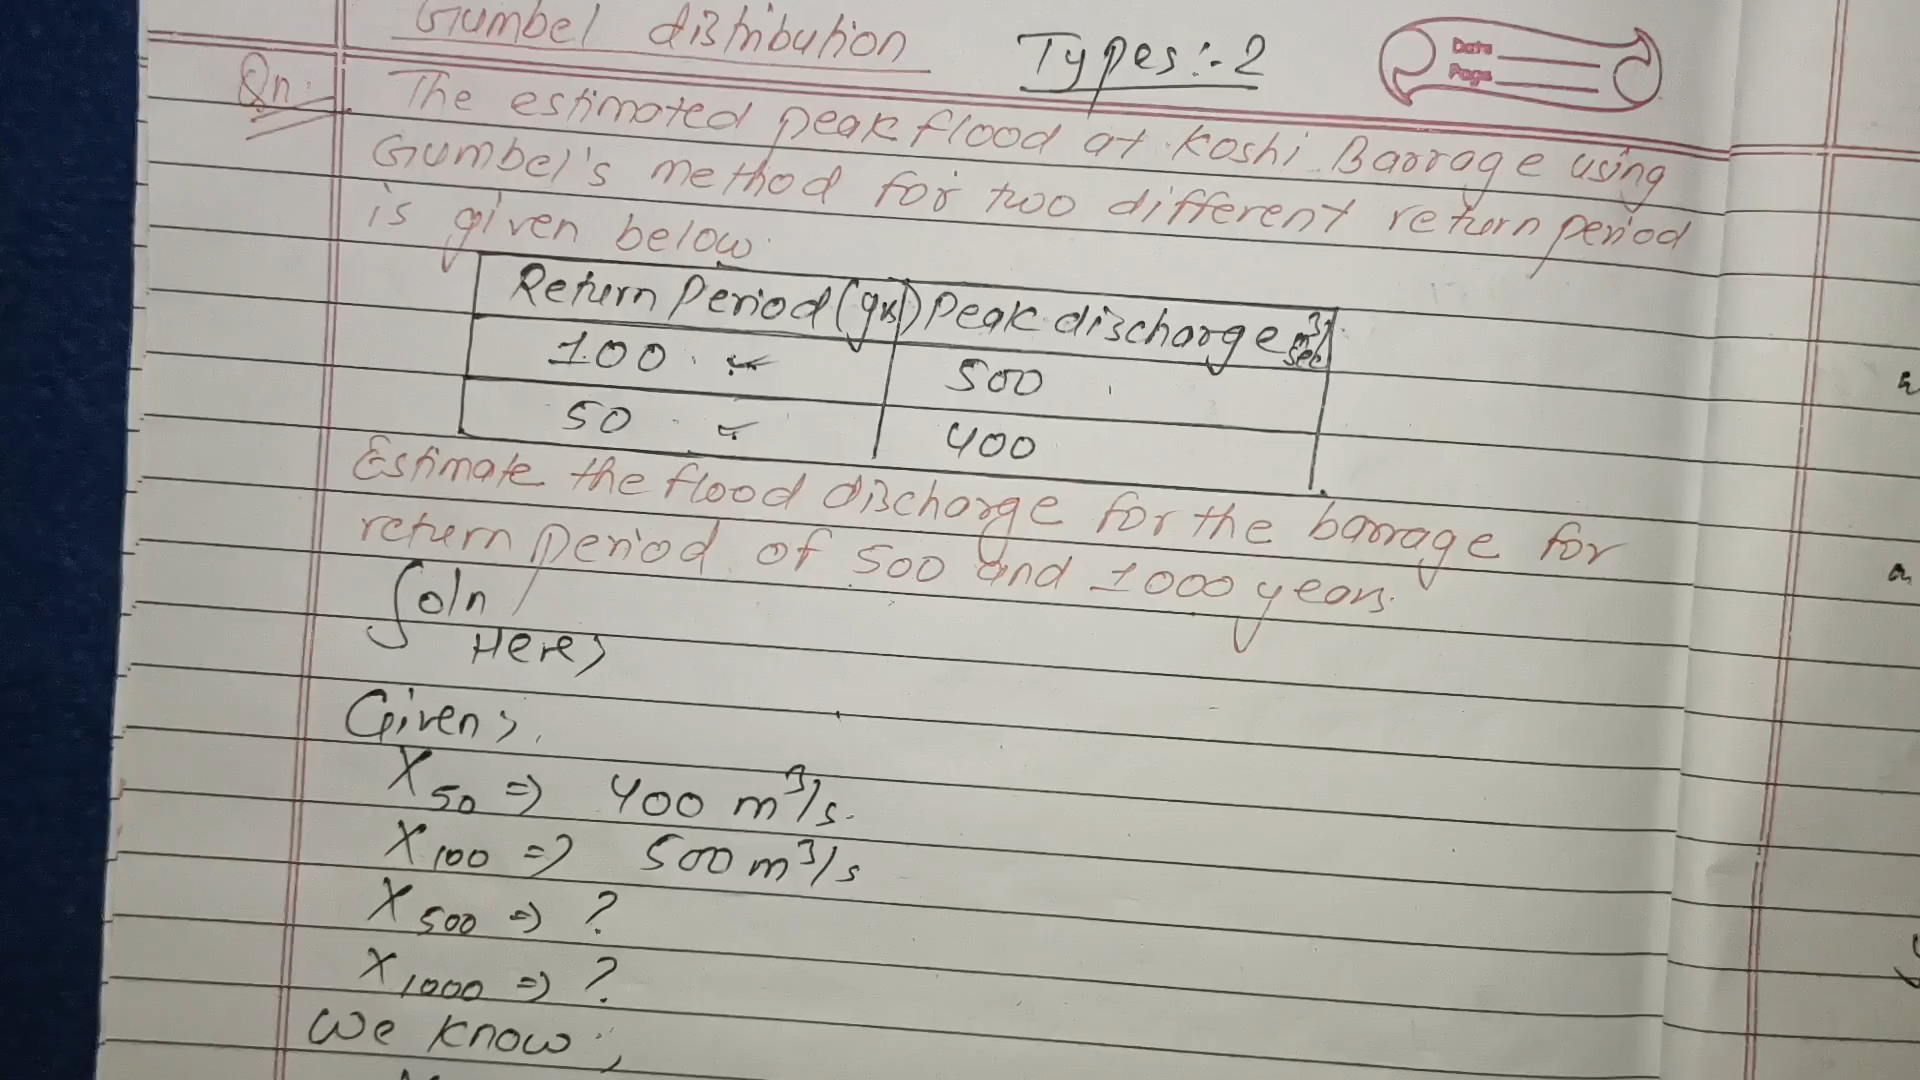 Gumbel distribution Types:-2
Date
Page
Qn: The estimated peak flood at Koshi Barrage using
Gumbel's method for two different return period
is given below.
Return Period (yrs) Peak discharge m³/sec
100 500
50 400
Estimate the flood discharge for the barrage for
return period of 500 and 1000 years.
Soln
Here,
Given,
X50 => 400 m³/s.
X100 => 500 m³/s
X500 => ?
X1000 => ?
We know,